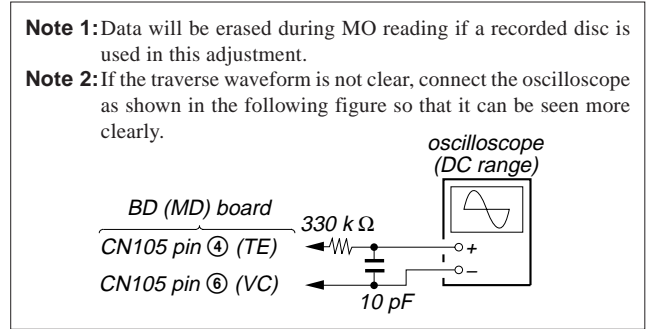 Note 1: Data will be erased during MO reading if a recorded disc is
used in this adjustment.
Note 2: If the traverse waveform is not clear, connect the oscilloscope
as shown in the following figure so that it can be seen more
clearly.
oscilloscope
(DC range)
BD (MD) board
330 k Ω
CN105 pin ④ (TE)
+
CN105 pin ⑥ (VC)
–
10 pF